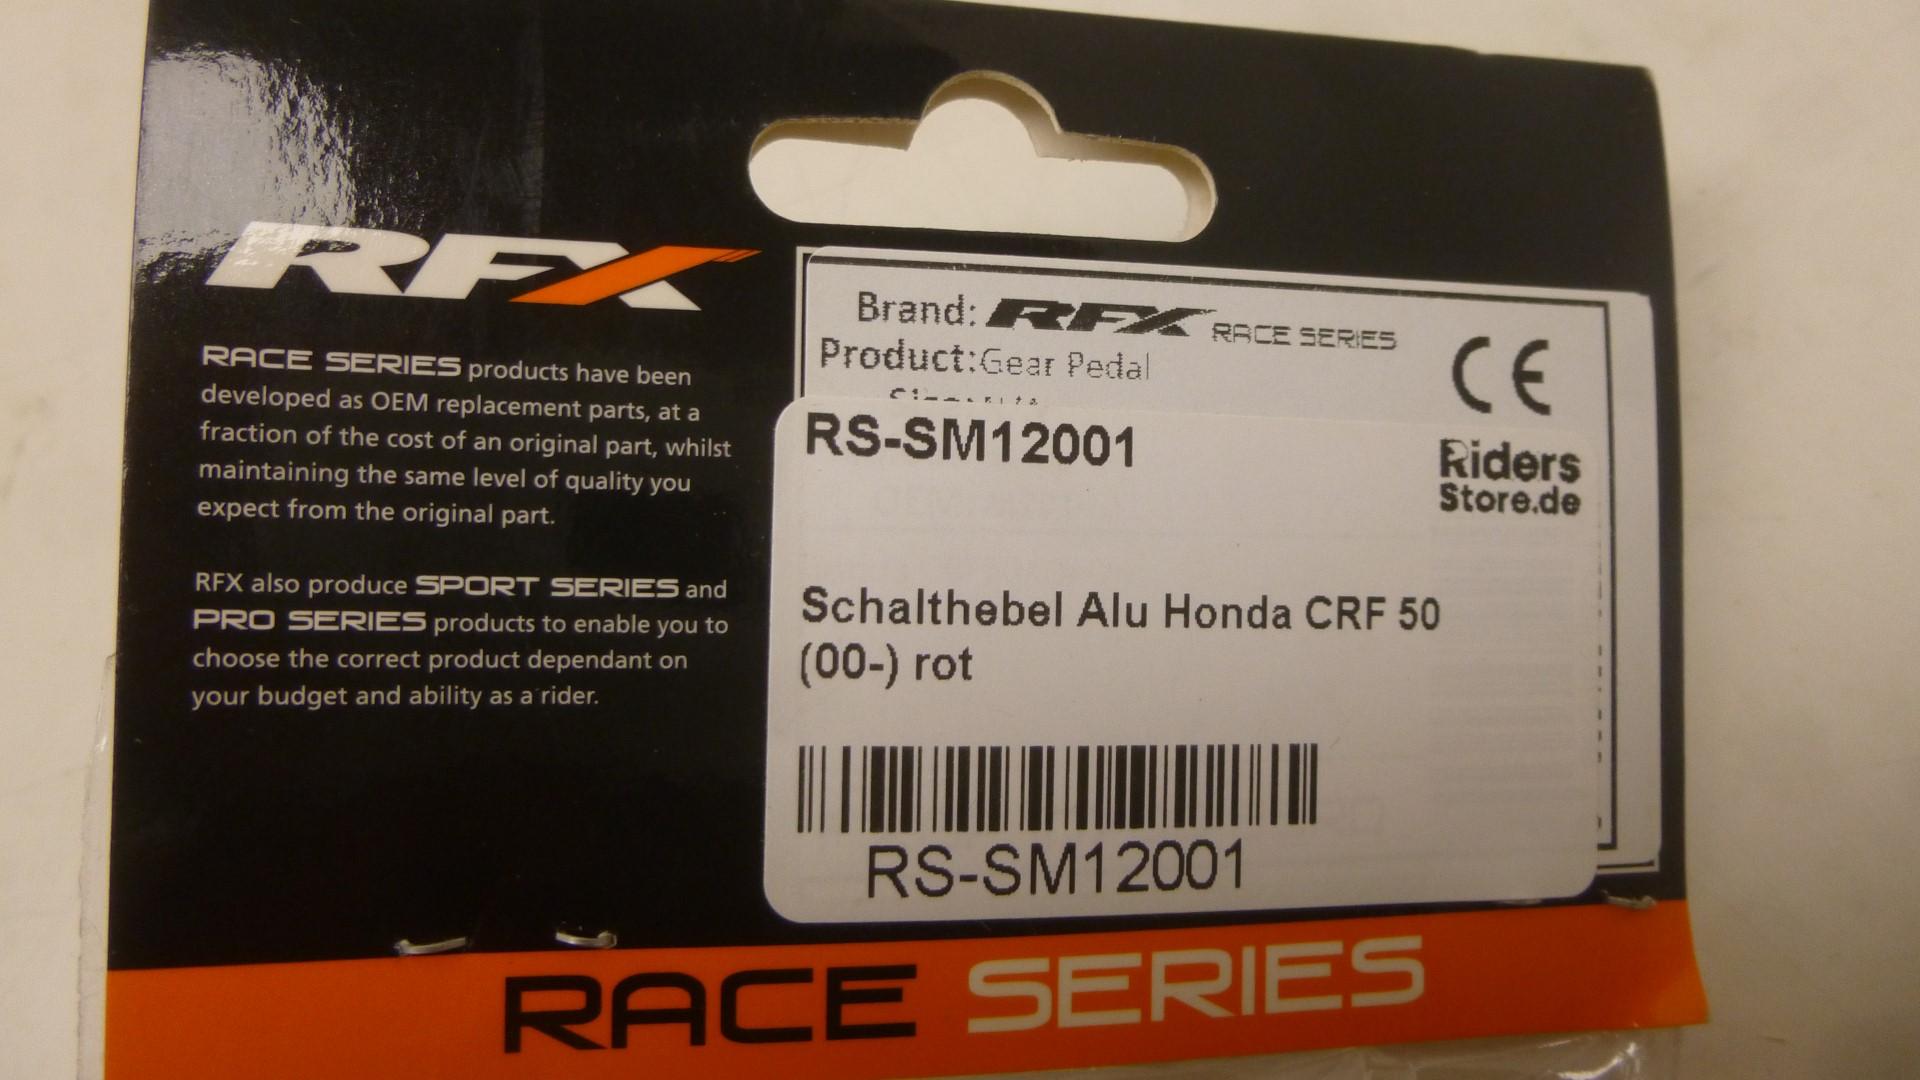 RFX
RACE SERIES products have been
developed as OEM replacement parts, at a
fraction of the cost of an original part, whilst
maintaining the same level of quality you
expect from the original part.
RFX also produce SPORT SERIES and
PRO SERIES products to enable you to
choose the correct product dependant on
your budget and ability as a rider.
Brand: RFX RACE SERIES
Product: Gear Pedal
CE
RS-SM12001
Riders
Store.de
Schalthebel Alu Honda CRF 50
(00-) rot
RS-SM12001
RACE SERIES